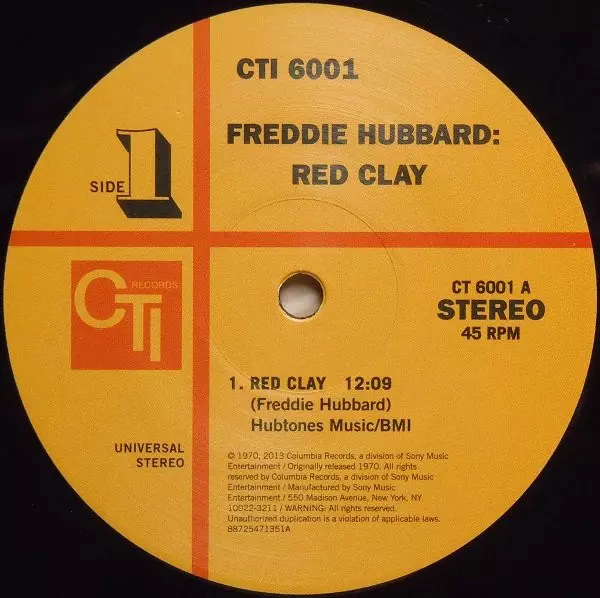 CTI 6001
FREDDIE HUBBARD:
RED CLAY
SIDE 1
CTI RECORDS
CT 6001 A
STEREO
45 RPM
1. RED CLAY 12:09
(Freddie Hubbard)
Hubtones Music/BMI
UNIVERSAL
STEREO
© 1970, 2013 Columbia Records, a division of Sony Music
Entertainment / Originally released 1970. All rights
reserved by Columbia Records, a division of Sony Music
Entertainment / Manufactured by Sony Music
Entertainment / 550 Madison Avenue, New York, NY
10022-3211 / WARNING: All rights reserved.
Unauthorized duplication is a violation of applicable laws.
88725471351A